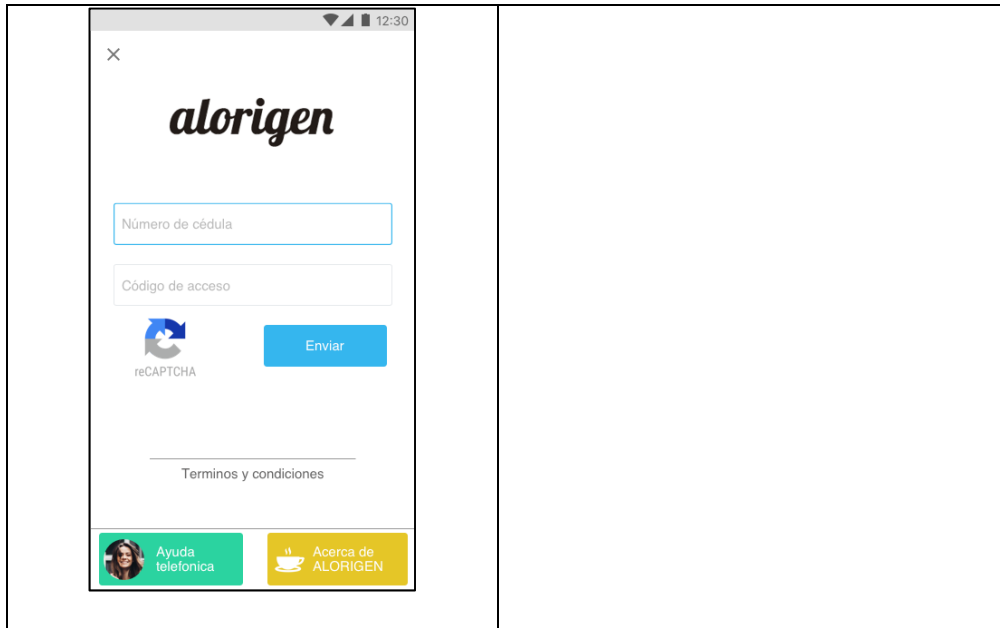 12:30
alorigen
Número de cédula
Código de acceso
Enviar
reCAPTCHA
Terminos y condiciones
Ayuda
telefonica
Acerca de
ALORIGEN